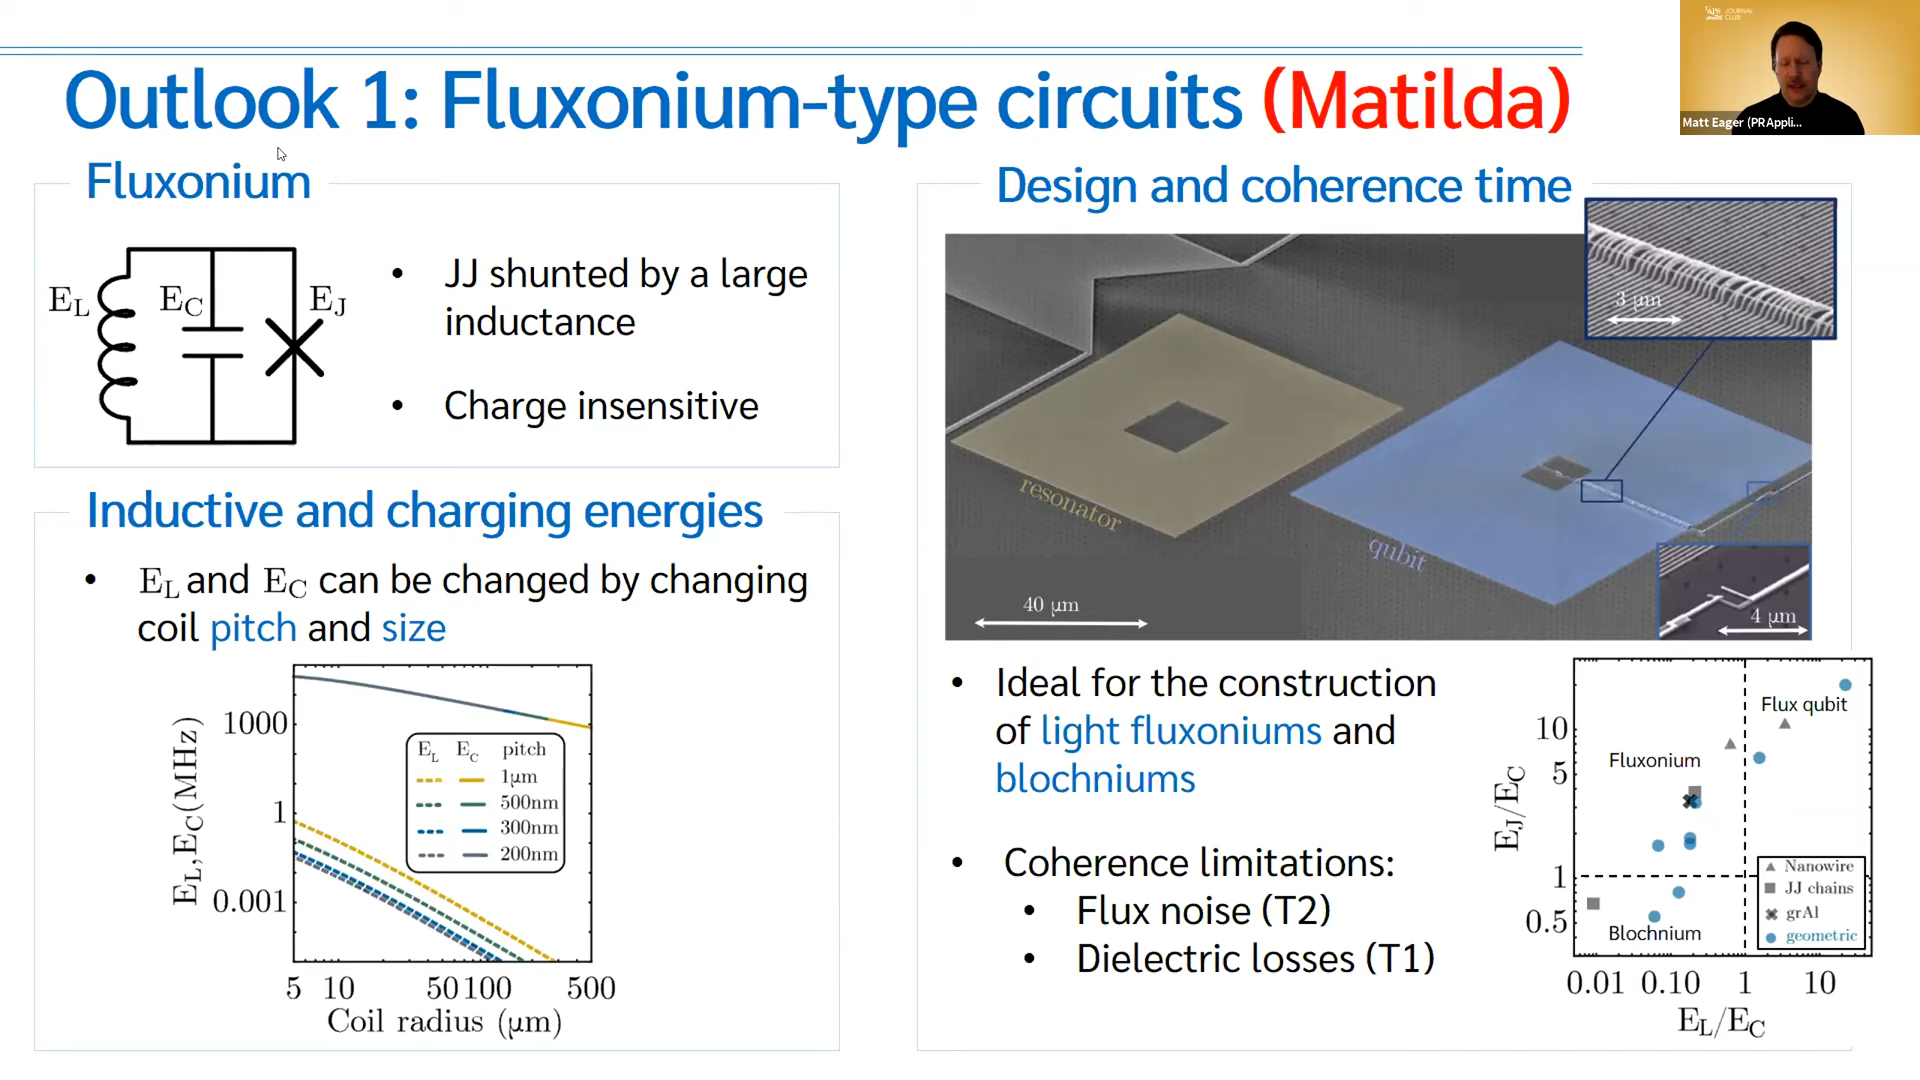 Outlook 1: Fluxonium-type circuits (Matilda)
APS JOURNAL
physics CLUB
Matt Eager (PRAppli...
Fluxonium
EL
EC
EJ
• JJ shunted by a large
inductance
• Charge insensitive
Inductive and charging energies
• EL and EC can be changed by changing
coil pitch and size
EL,EC(MHz)
1000
1
0.001
EL EC pitch
1μm
500nm
300nm
200nm
5 10 50 100 500
Coil radius (μm)
Design and coherence time
3 μm
resonator
qubit
40 μm
4 μm
• Ideal for the construction
of light fluxoniums and
blochniums
• Coherence limitations:
• Flux noise (T2)
• Dielectric losses (T1)
EJ/EC
10
5
1
0.5
Flux qubit
Fluxonium
Blochnium
Nanowire
JJ chains
grAl
geometric
0.01 0.10 1 10
EL/EC